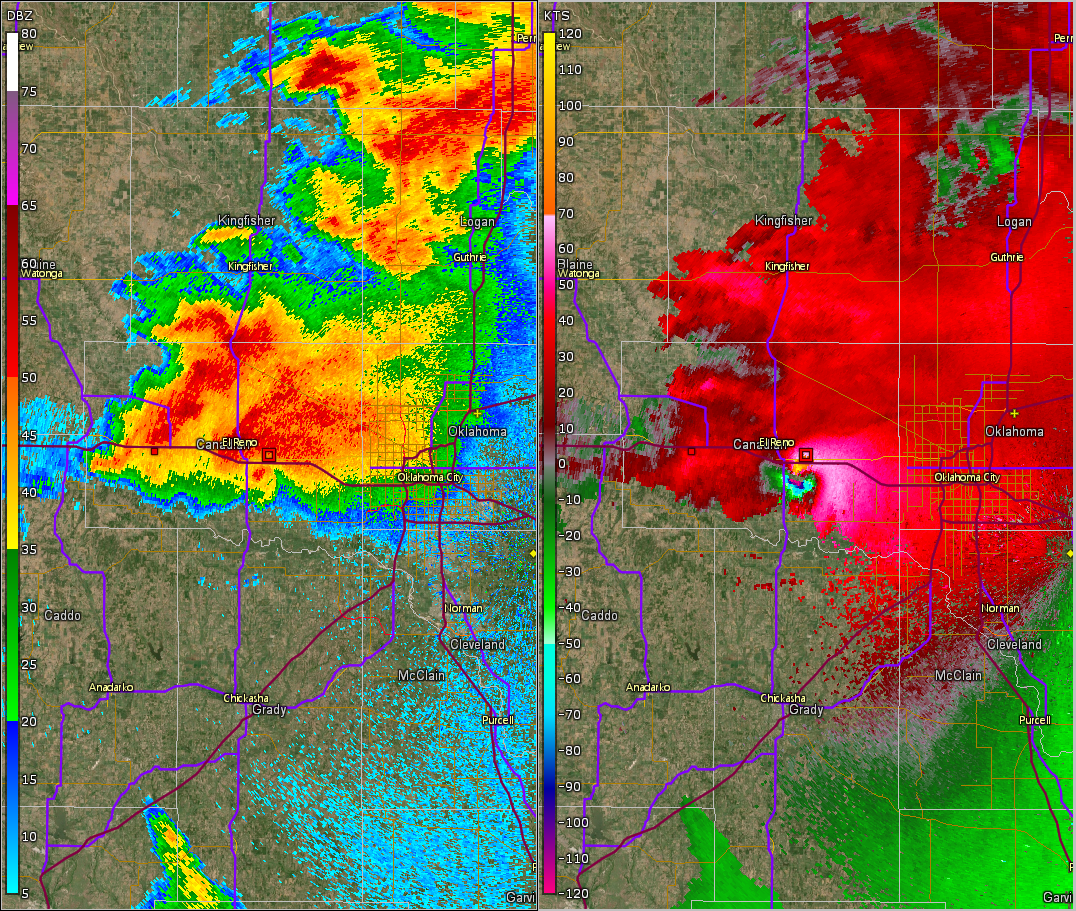 DBZ
80
75
70
65
60
55
50
45
40
35
30
25
20
15
10
5
Kingfisher
Logan
Guthrie
Kingfisher
Watonga
El Reno
Oklahoma
Oklahoma City
Norman
Caddo
Cleveland
McClain
Anadarko
Chickasha
Grady
Purcell
Garvi
KTS
120
110
100
90
80
70
60
50
40
30
20
10
0
-10
-20
-30
-40
-50
-60
-70
-80
-90
-100
-110
-120
Perr
Kingfisher
Logan
Guthrie
Kingfisher
Blaine
Watonga
El Reno
Oklahoma
Oklahoma City
Norman
Caddo
Cleveland
McClain
Anadarko
Chickasha
Grady
Purcell
Garvi